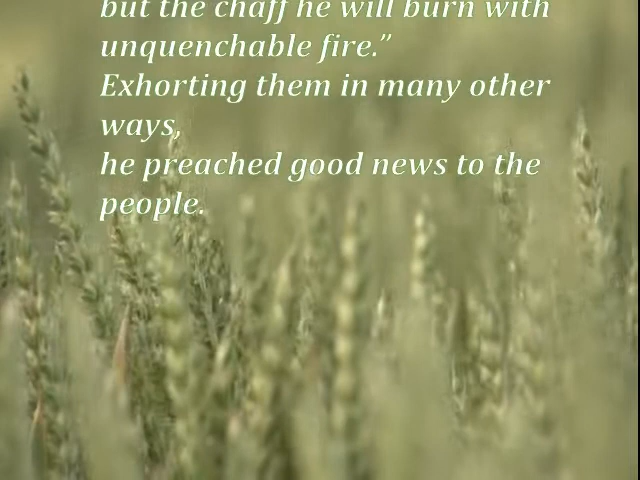 but the chaff he will burn with
unquenchable fire.”
Exhorting them in many other
ways,
he preached good news to the
people.